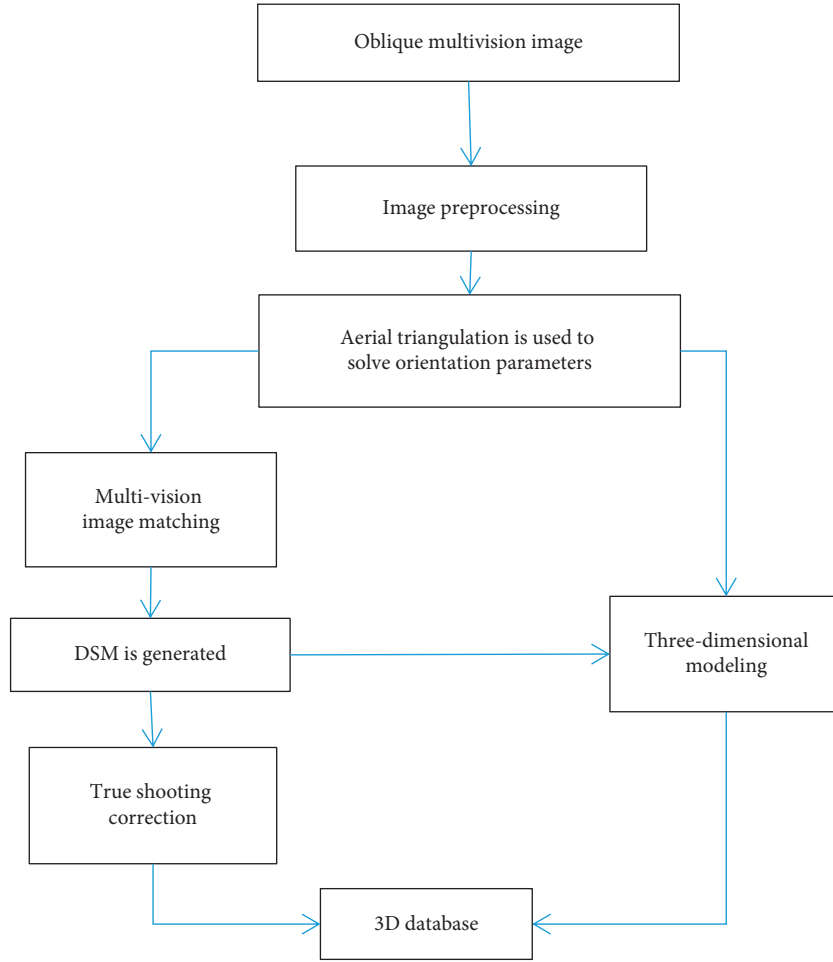 Oblique multivision image
Image preprocessing
Aerial triangulation is used to
solve orientation parameters
Multi-vision
image matching
DSM is generated
Three-dimensional
modeling
True shooting
correction
3D database